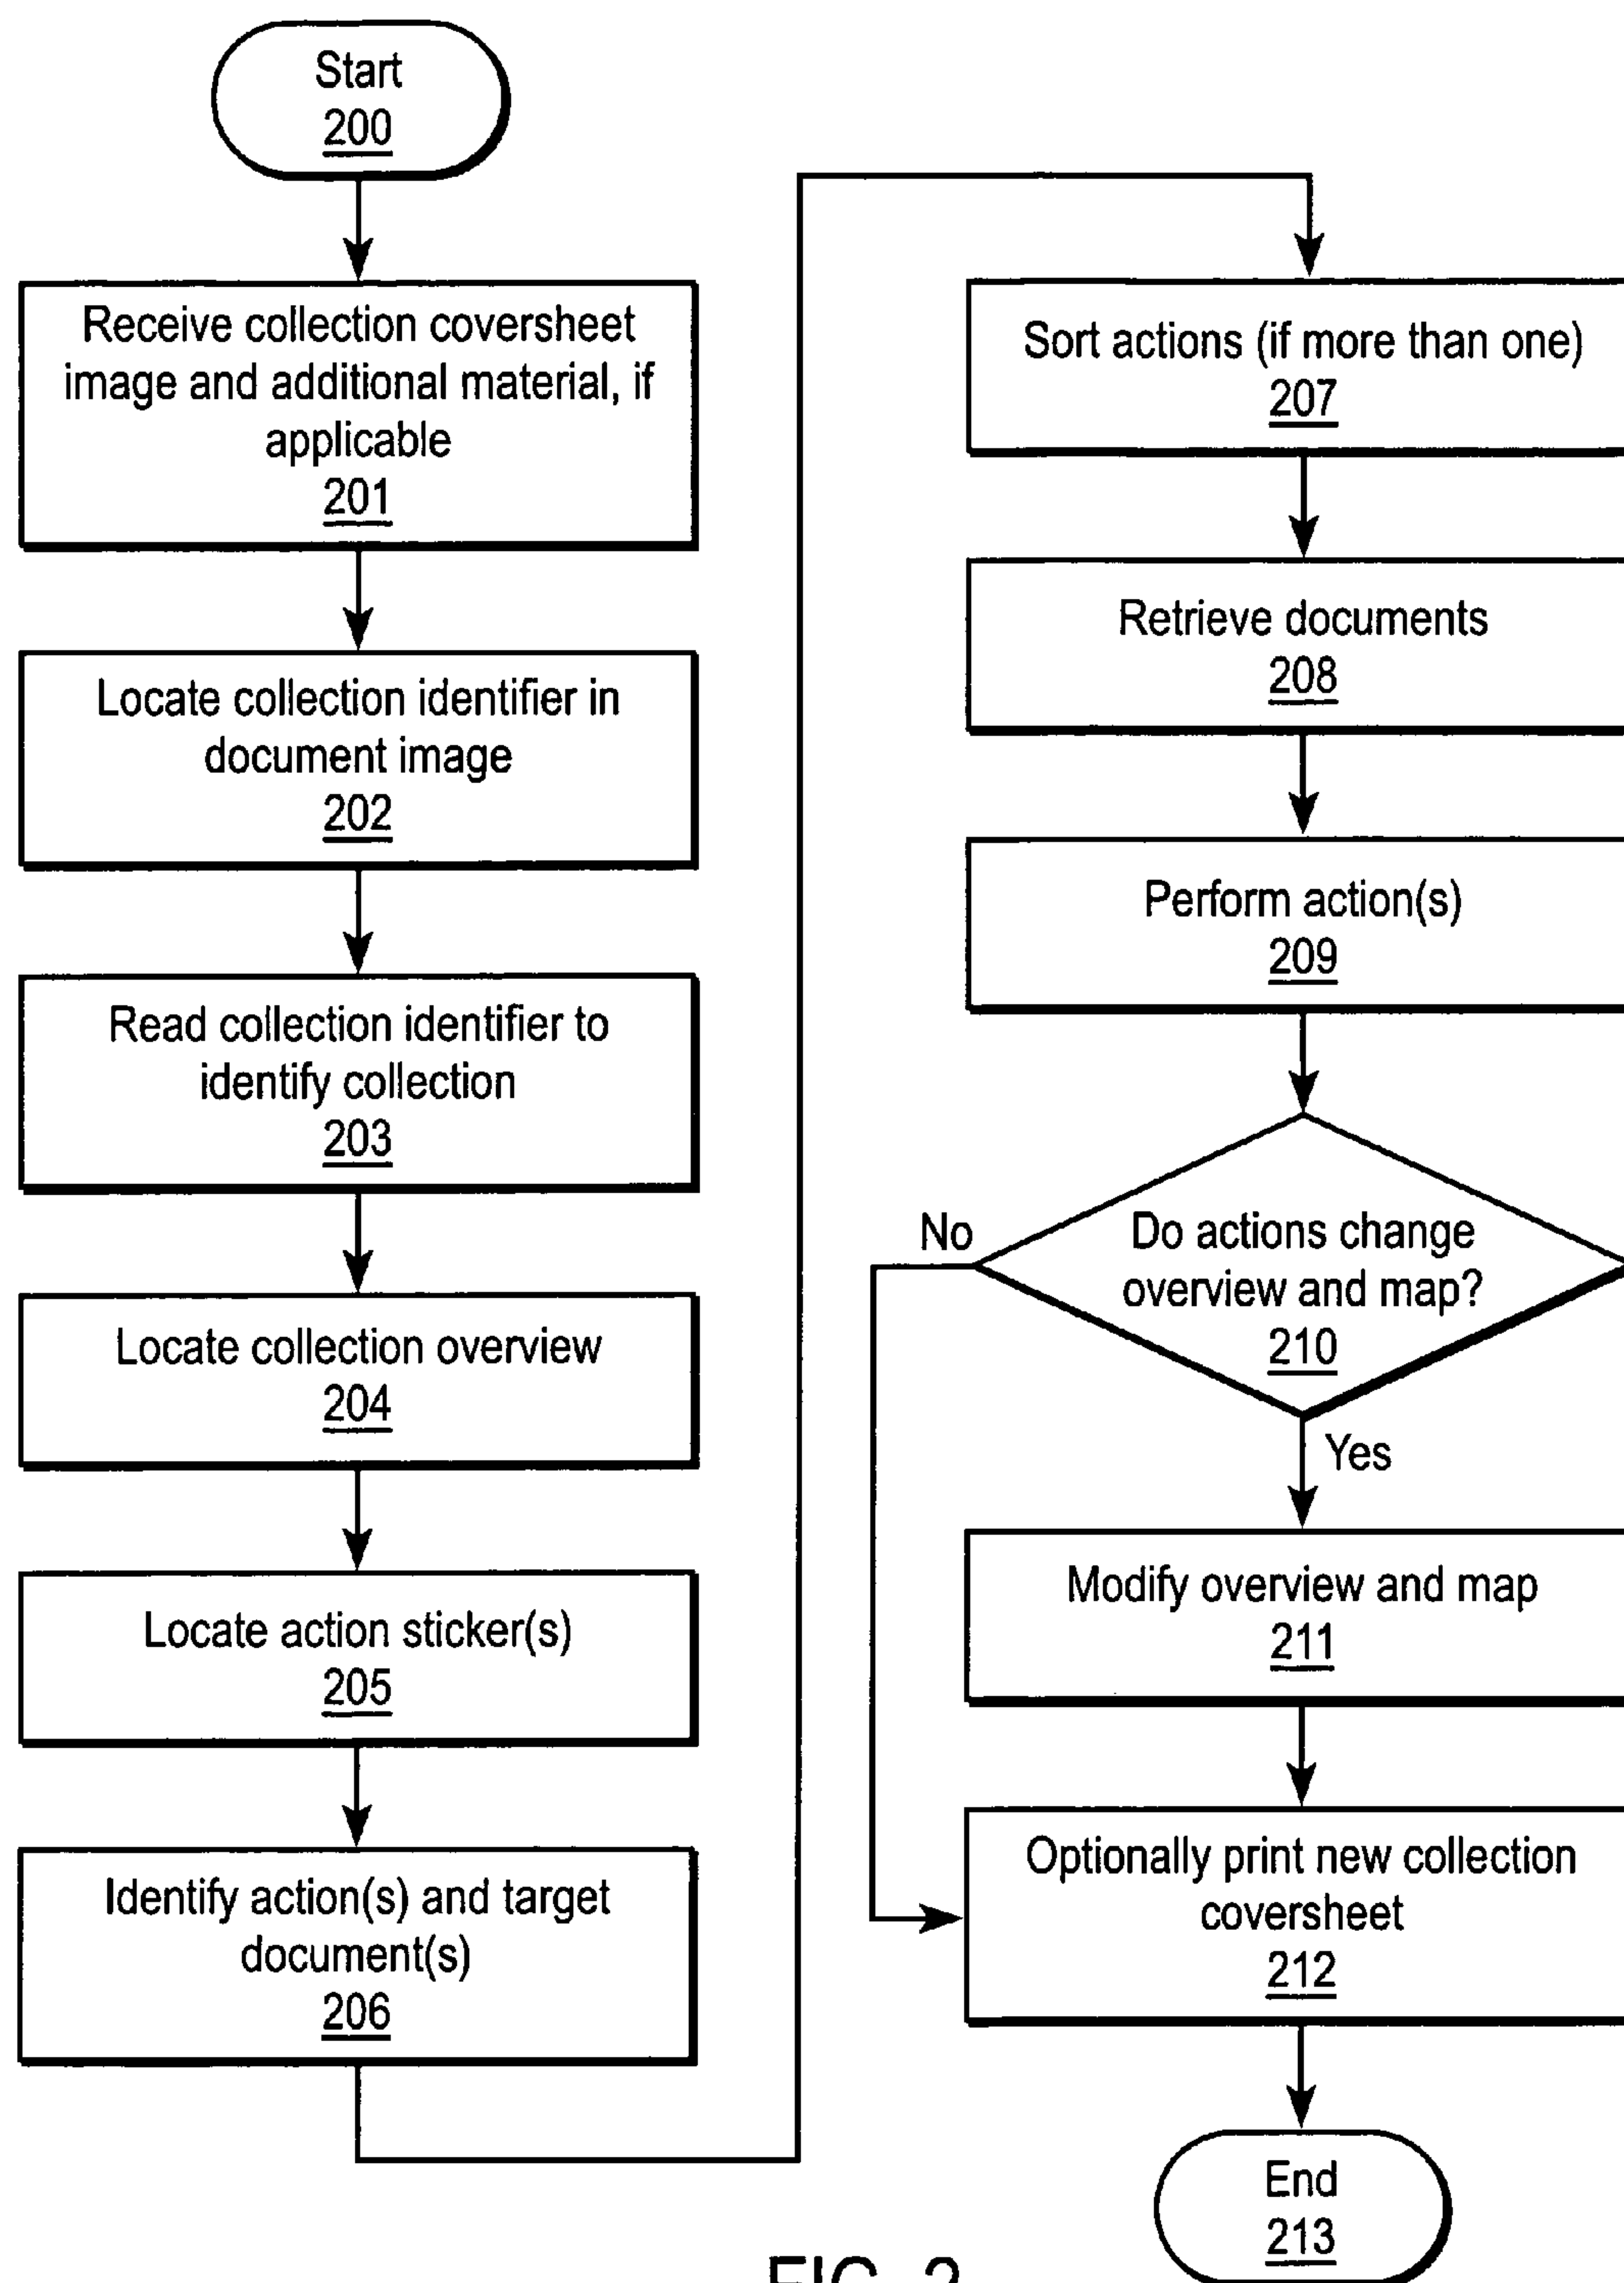 Start
200
Receive collection coversheet
image and additional material, if
applicable
201
Locate collection identifier in
document image
202
Read collection identifier to
identify collection
203
Locate collection overview
204
Locate action sticker(s)
205
Identify action(s) and target
document(s)
206
Sort actions (if more than one)
207
Retrieve documents
208
Perform action(s)
209
No
Do actions change
overview and map?
210
Yes
Modify overview and map
211
Optionally print new collection
coversheet
212
End
213
FIG. 2